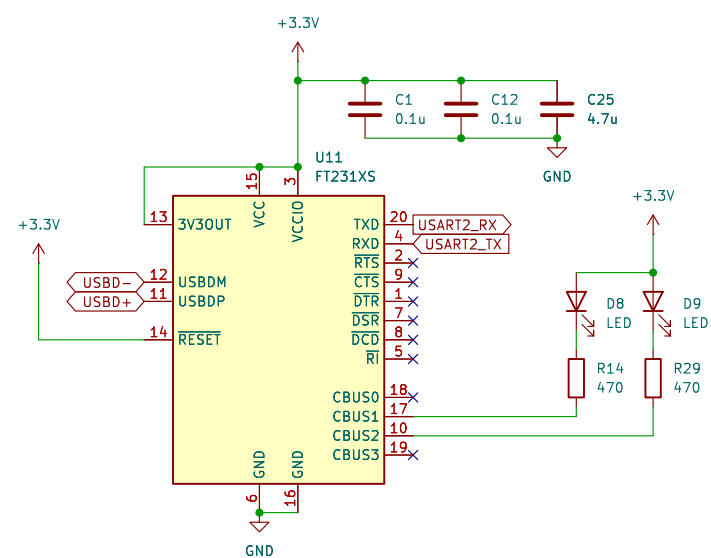 +3.3V
C1
0.1u
C12
0.1u
C25
4.7u
GND
U11
FT231XS
15
VCC
3
VCCIO
13
3V3OUT
TXD
20
USART2_RX
RXD
4
USART2_TX
RTS
2
CTS
9
DTR
1
DSR
7
DCD
8
RI
5
CBUS0
18
CBUS1
17
CBUS2
10
CBUS3
19
+3.3V
USBD-
12
USBDM
USBD+
11
USBDP
14
RESET
+3.3V
D8
LED
D9
LED
R14
470
R29
470
GND
6
GND
16
GND